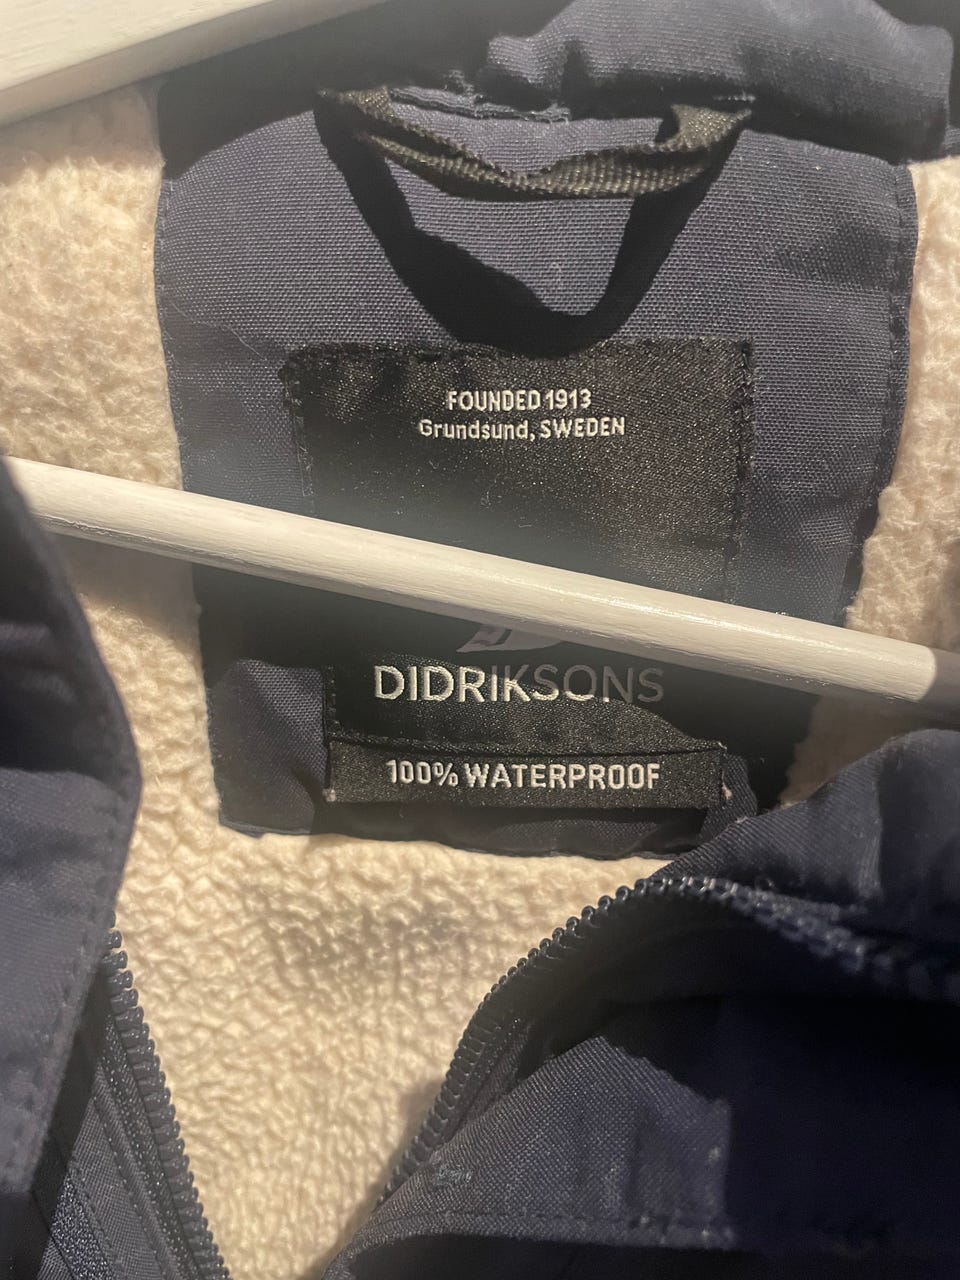 FOUNDED 1913
Grundsund, SWEDEN
DIDRIKSONS
100% WATERPROOF